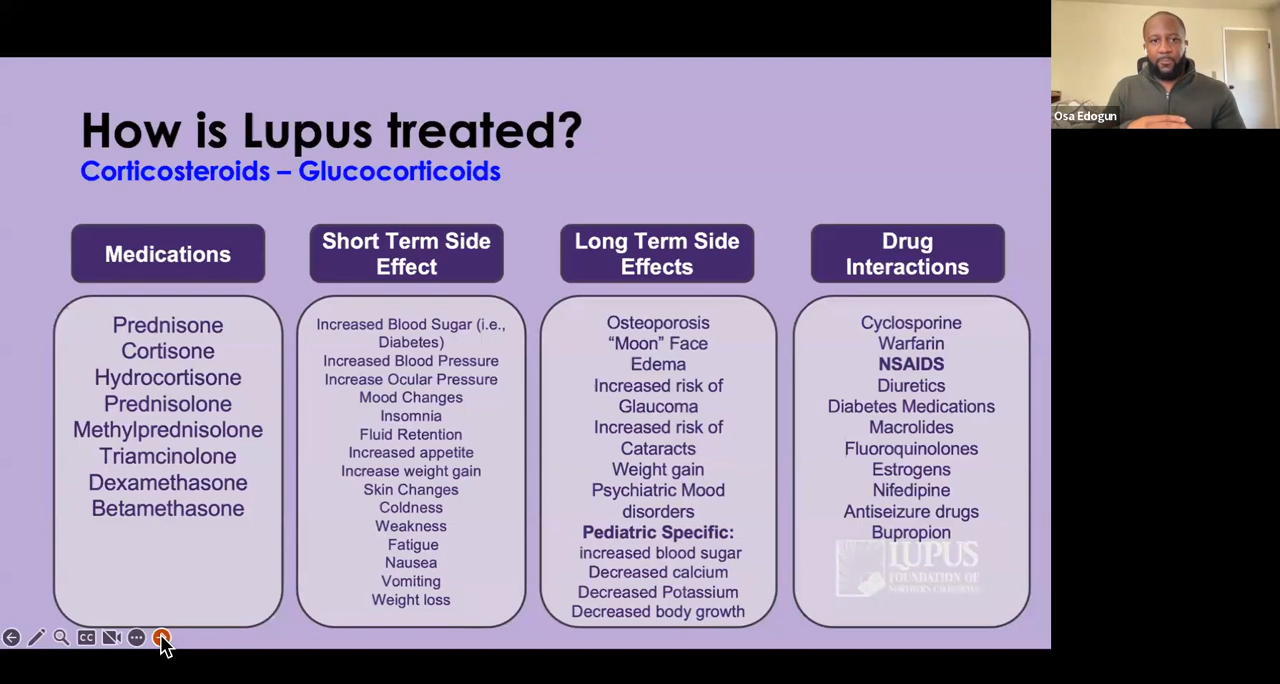 Osa Edogun
How is Lupus treated?
Corticosteroids – Glucocorticoids
Medications
Prednisone
Cortisone
Hydrocortisone
Prednisolone
Methylprednisolone
Triamcinolone
Dexamethasone
Betamethasone
Short Term Side
Effect
Increased Blood Sugar (i.e.,
Diabetes)
Increased Blood Pressure
Increase Ocular Pressure
Mood Changes
Insomnia
Fluid Retention
Increased appetite
Increase weight gain
Skin Changes
Coldness
Weakness
Fatigue
Nausea
Vomiting
Weight loss
Long Term Side
Effects
Osteoporosis
“Moon” Face
Edema
Increased risk of
Glaucoma
Increased risk of
Cataracts
Weight gain
Psychiatric Mood
disorders
Pediatric Specific:
increased blood sugar
Decreased calcium
Decreased Potassium
Decreased body growth
Drug
Interactions
Cyclosporine
Warfarin
NSAIDS
Diuretics
Diabetes Medications
Macrolides
Fluoroquinolones
Estrogens
Nifedipine
Antiseizure drugs
Bupropion
LUPUS
FOUNDATION OF
NORTHERN CALIFORNIA
CC